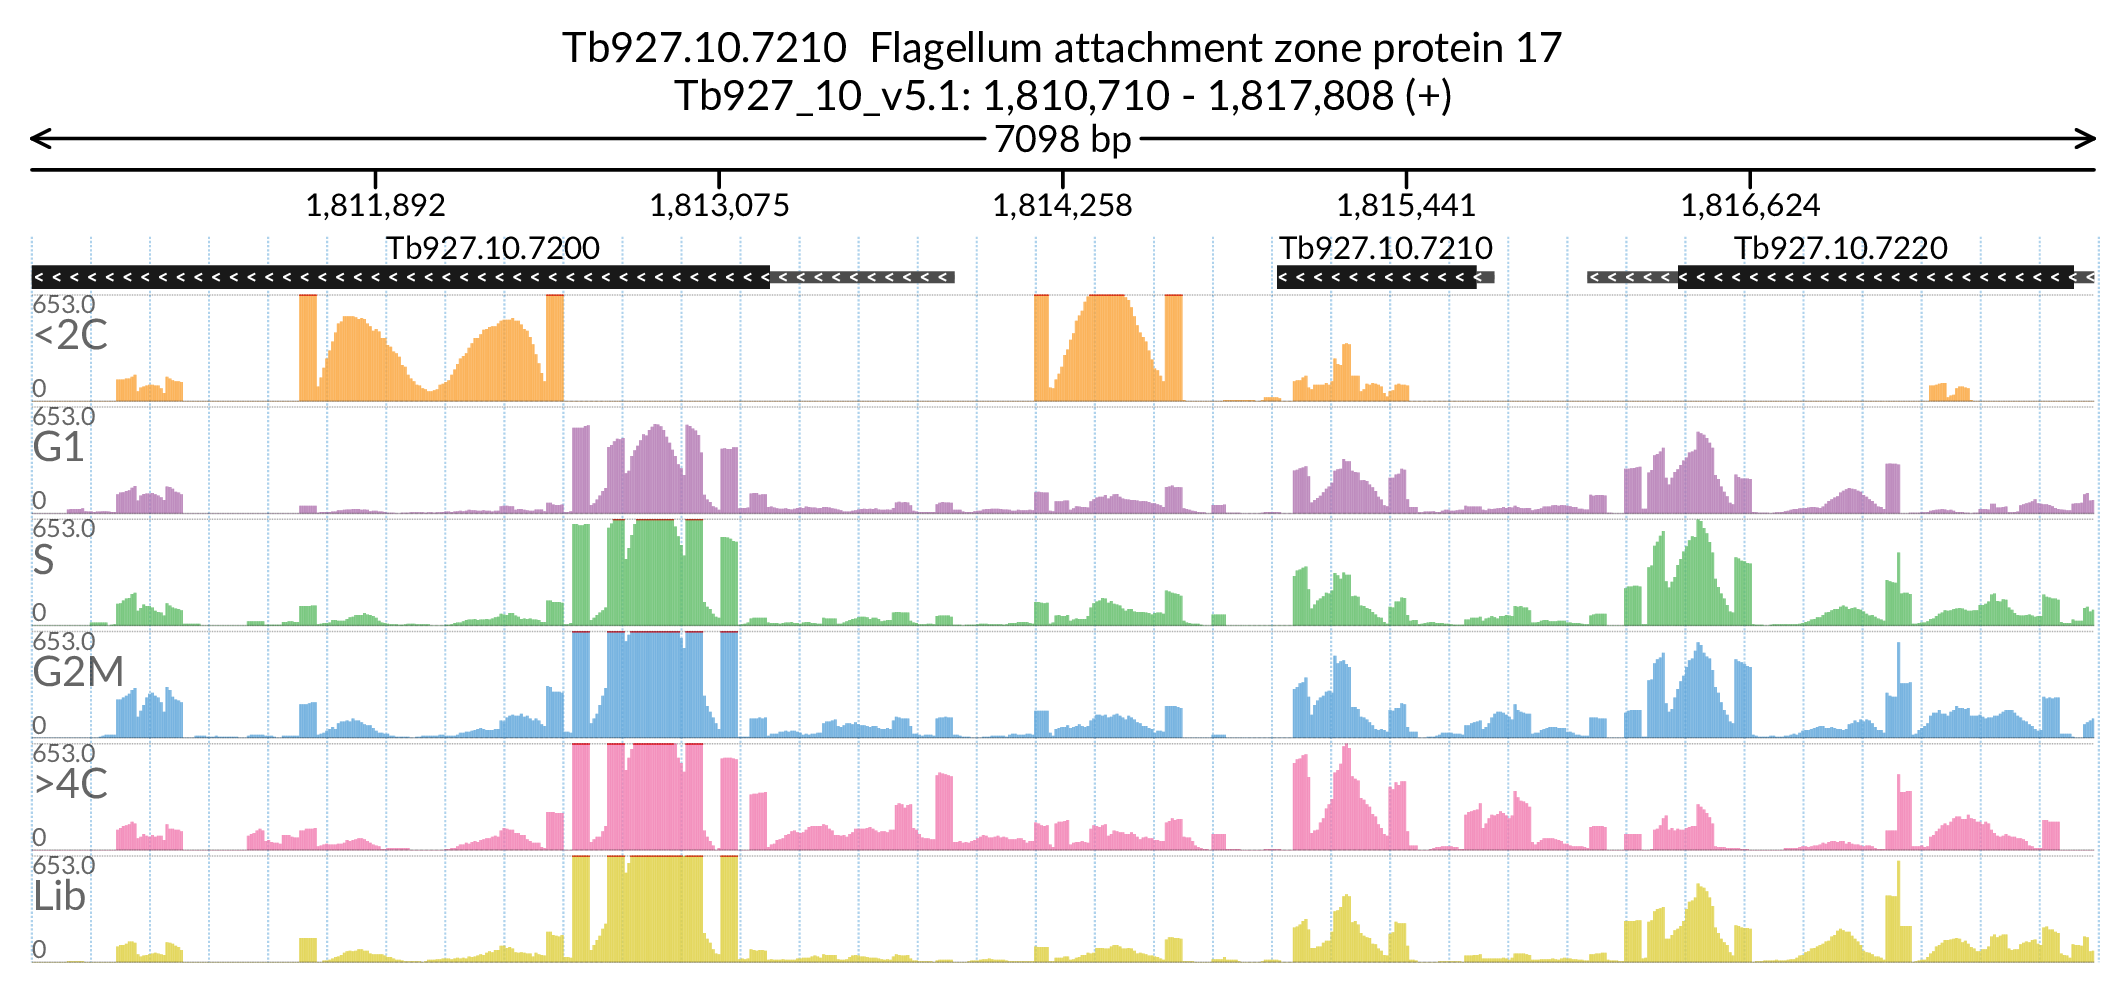 Tb927.10.7210  Flagellum attachment zone protein 17
Tb927_10_v5.1: 1,810,710 - 1,817,808 (+)
7098 bp
1,811,892 1,813,075 1,814,258 1,815,441 1,816,624
Tb927.10.7200 Tb927.10.7210 Tb927.10.7220
653.0
<2C
0
653.0
G1
0
653.0
S
0
653.0
G2M
0
653.0
>4C
0
653.0
Lib
0